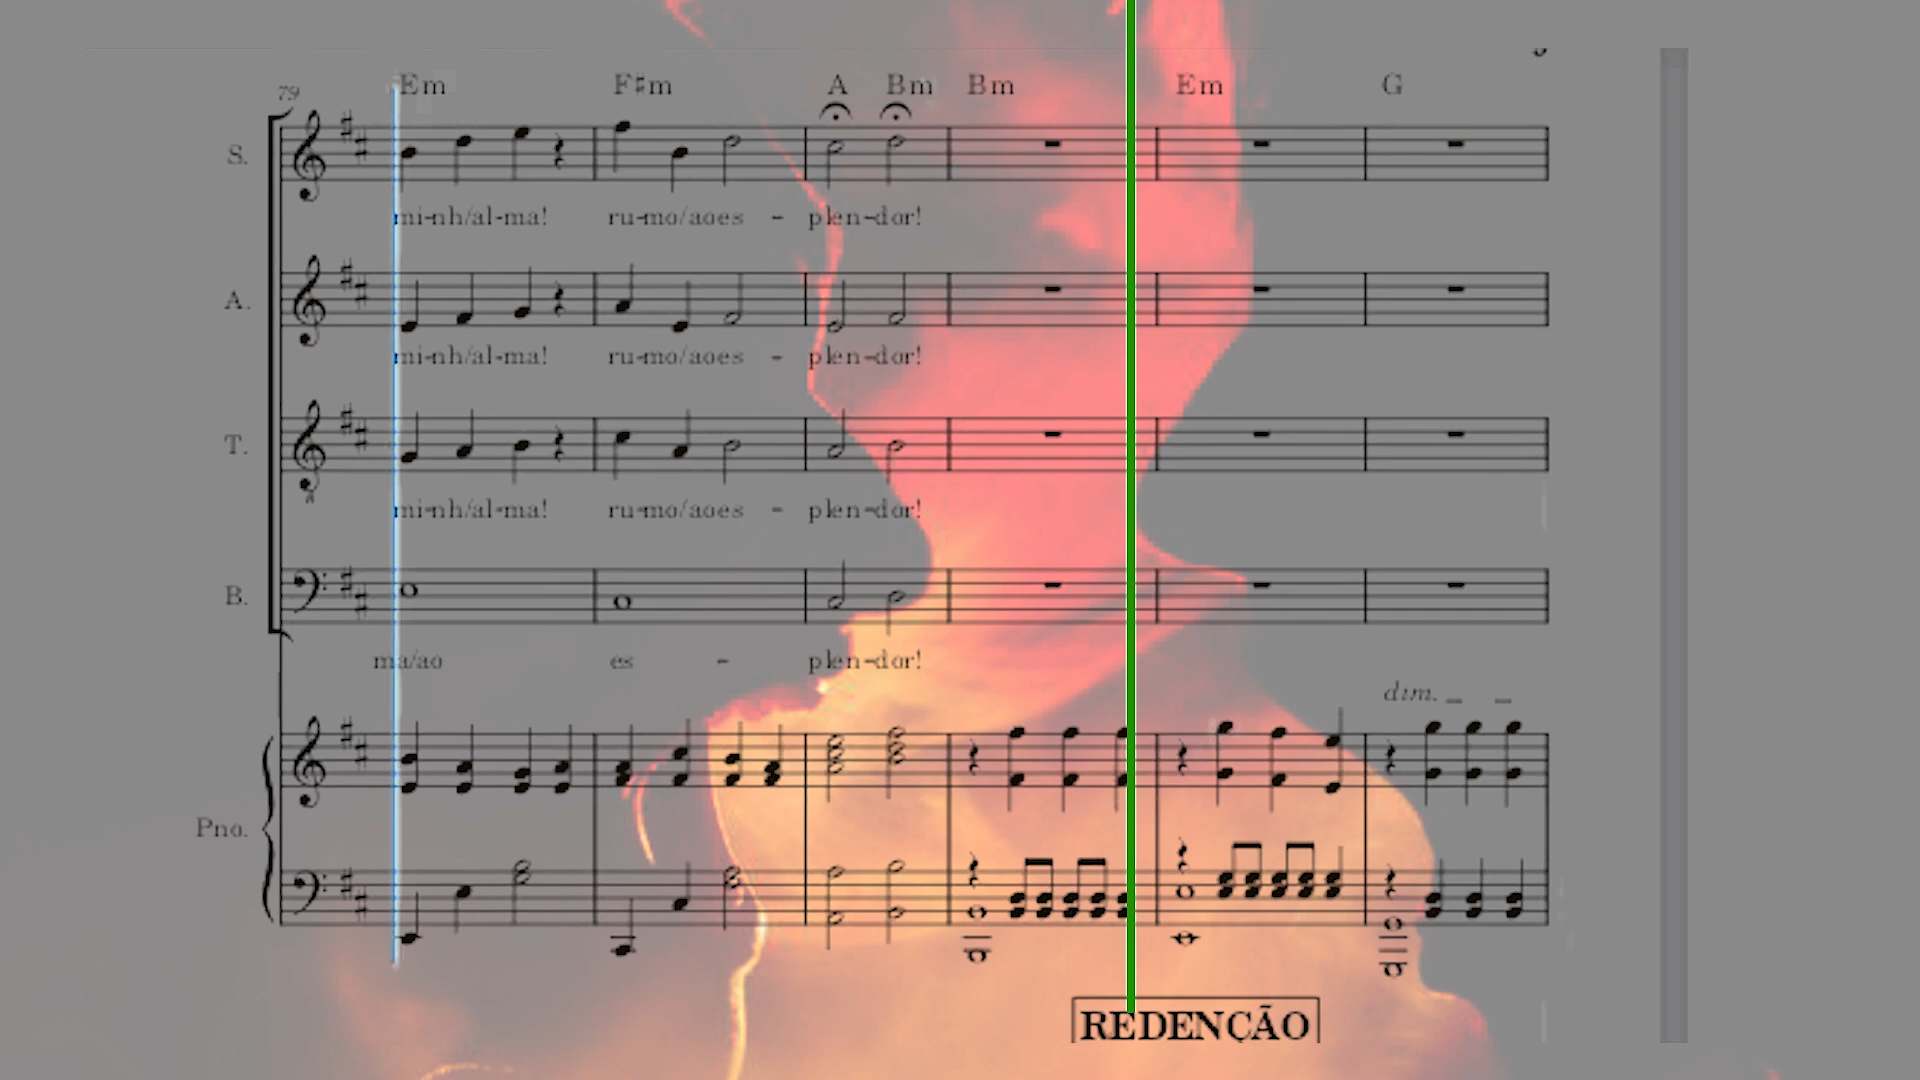 79 Em F♯m A Bm Bm Em G
S.
mi-nh/al-ma! ru-mo/aoes - plen-dor!
A.
mi-nh/al-ma! ru-mo/aoes - plen-dor!
T.
8
mi-nh/al-ma! ru-mo/aoes - plen-dor!
B.
ma/ao es - plen-dor!
dim. _ _
Pno.
REDENÇÃO